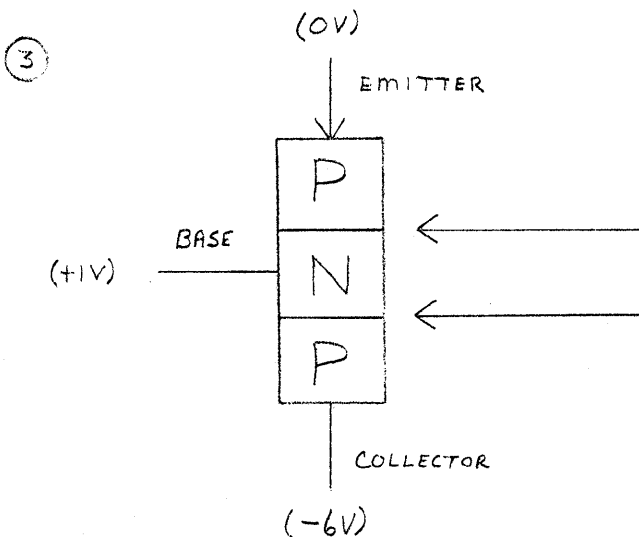 (0V)
3
EMITTER
P
BASE
(+1V)
N
P
COLLECTOR
(-6V)